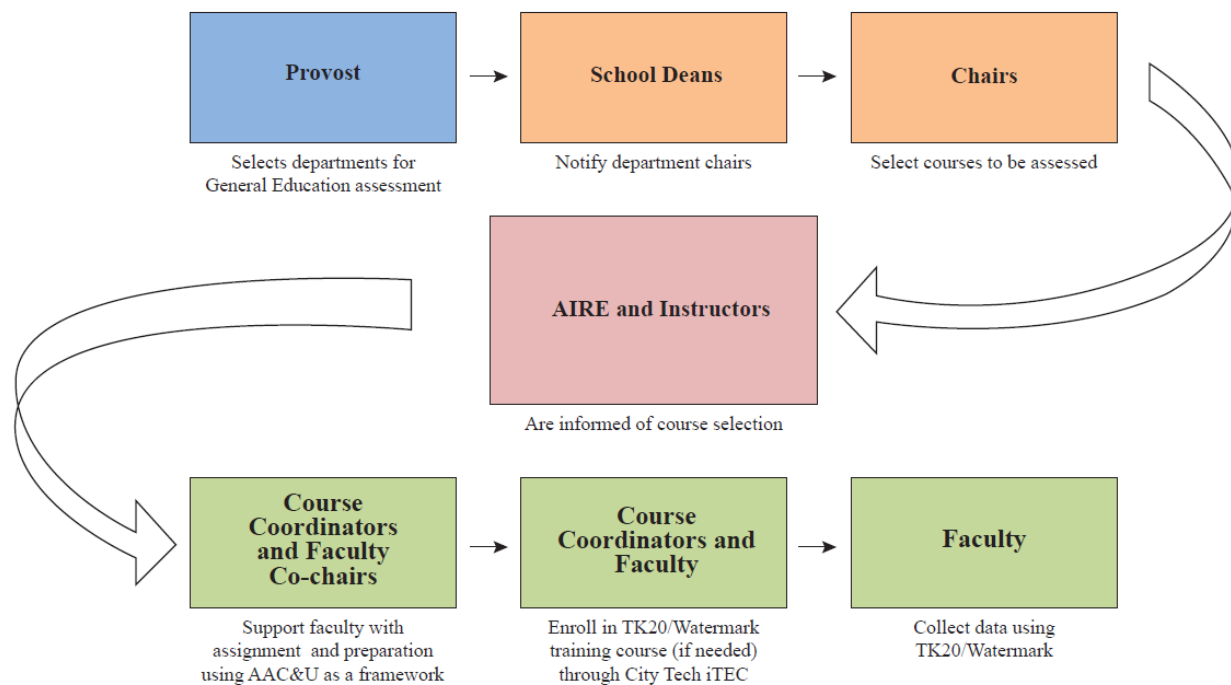 Provost
School Deans
Chairs
Selects departments for
General Education assessment
Notify department chairs
Select courses to be assessed
AIRE and Instructors
Are informed of course selection
Course
Coordinators
and Faculty
Co-chairs
Course
Coordinators and
Faculty
Faculty
Support faculty with
assignment and preparation
using AAC&U as a framework
Enroll in TK20/Watermark
training course (if needed)
through City Tech iTEC
Collect data using
TK20/Watermark